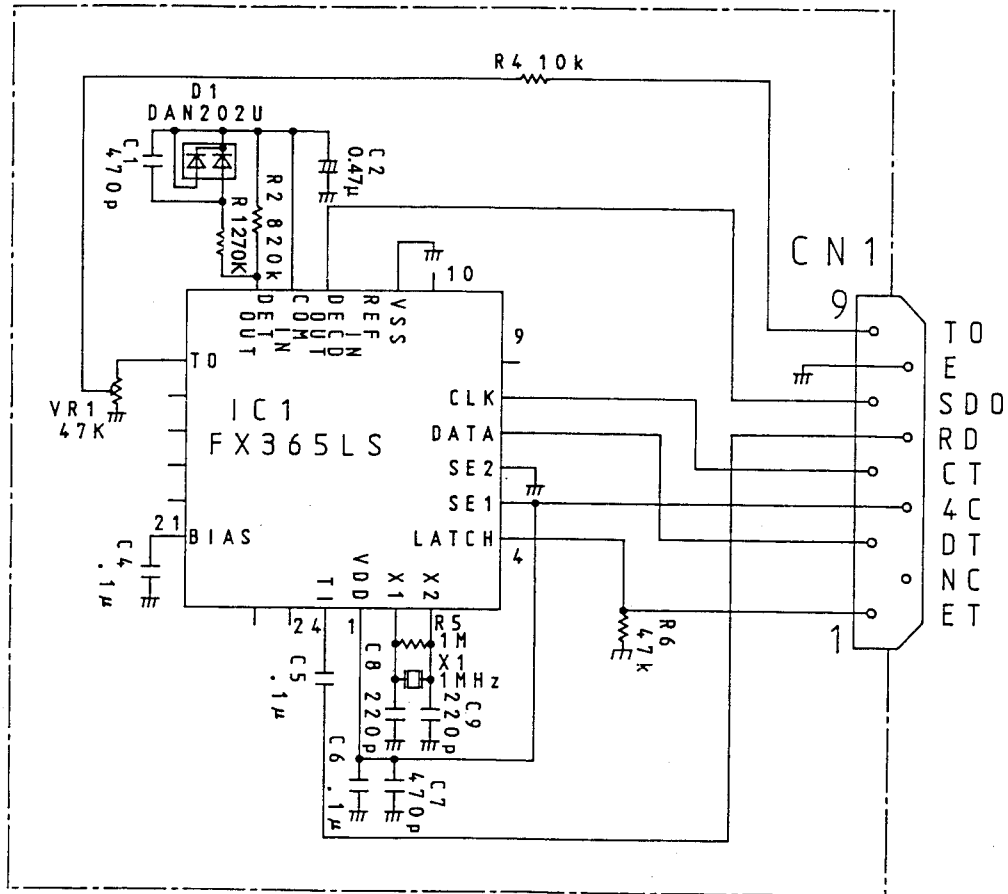 R4 10k
D1
DAN202U
C1
470p
C2
0.47μ
R2 820k
R1270K
CN1
10
9
9
DET OUT
COM IN
DECD OUT
REF IN
VSS
TO
E
SDO
RD
CT
4C
DT
NC
ET
1
TO
VR1
47K
IC1
FX365LS
CLK
DATA
SE2
SE1
LATCH
4
21
BIAS
C4
.1μ
TI
VDD
X1
X2
24
1
R5
1M
X1
1MHz
C5
.1μ
C8 220p
C9
220p
C6
.1μ
C7
470p
R6
47k